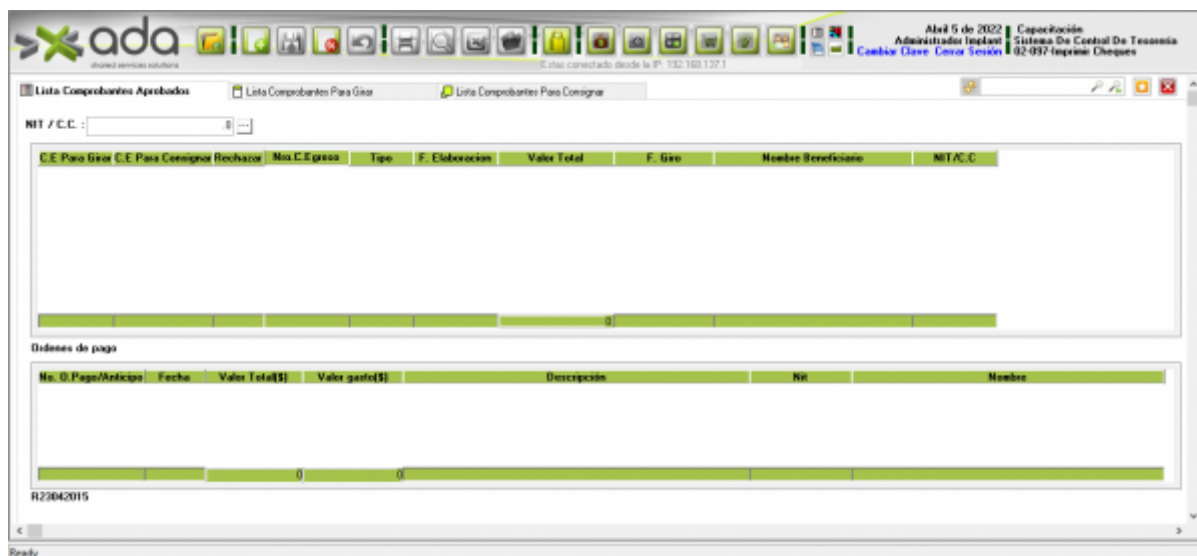 ada
shared services solutions
Estas conectado desde la IP: 192.168.137.1
Abril 5 de 2022
Administrador Implant
Cambiar Clave Cerrar Sesión
Capacitación
Sistema De Control De Tesoreria
02-097-Imprimir Cheques
Lista Comprobantes Aprobados
Lista Comprobantes Para Girar
Lista Comprobantes Para Consignar
NIT / C.C. : 0 ...
C.E Para Girar C.E Para Consignar Rechazar Nro.C.Egreso Tipo F. Elaboracion Valor Total F. Giro Nombre Beneficiario NIT/C.C
0
Ordenes de pago
No. O.Pago/Anticipo Fecha Valor Total($) Valor gasto($) Descripción Nit Nombre
0 0
R23042015
Ready